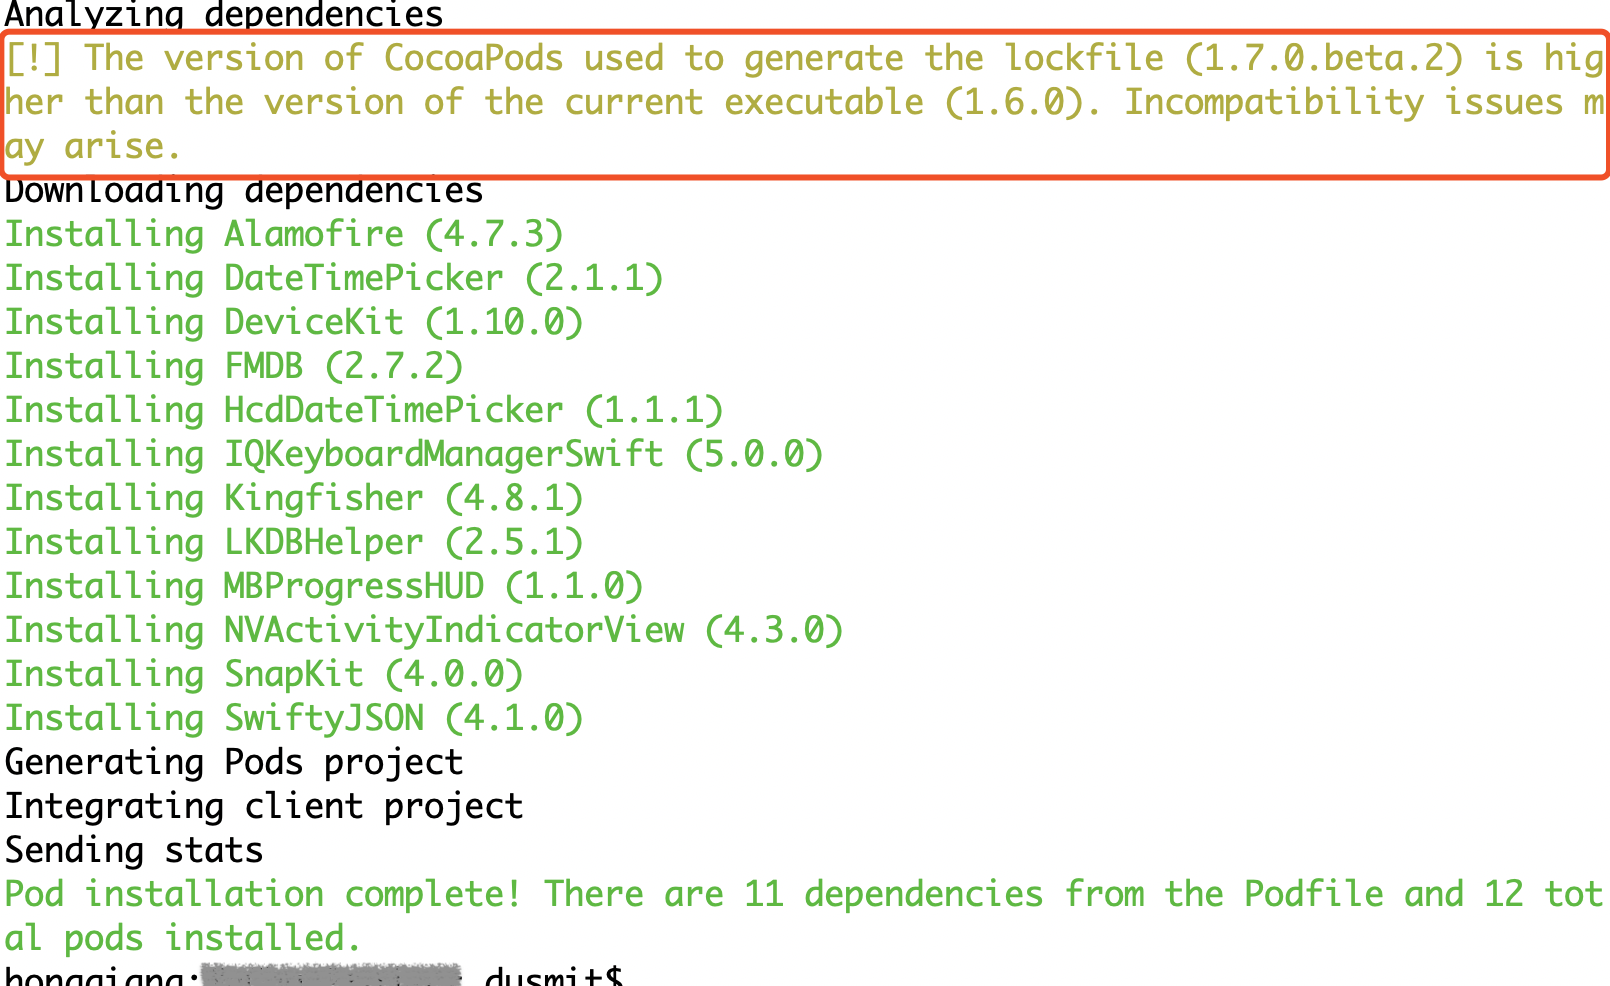 Analyzing dependencies
[!] The version of CocoaPods used to generate the lockfile (1.7.0.beta.2) is hig
her than the version of the current executable (1.6.0). Incompatibility issues m
ay arise.
Downloading dependencies
Installing Alamofire (4.7.3)
Installing DateTimePicker (2.1.1)
Installing DeviceKit (1.10.0)
Installing FMDB (2.7.2)
Installing HcdDateTimePicker (1.1.1)
Installing IQKeyboardManagerSwift (5.0.0)
Installing Kingfisher (4.8.1)
Installing LKDBHelper (2.5.1)
Installing MBProgressHUD (1.1.0)
Installing NVActivityIndicatorView (4.3.0)
Installing SnapKit (4.0.0)
Installing SwiftyJSON (4.1.0)
Generating Pods project
Integrating client project
Sending stats
Pod installation complete! There are 11 dependencies from the Podfile and 12 tot
al pods installed.
dusmit$